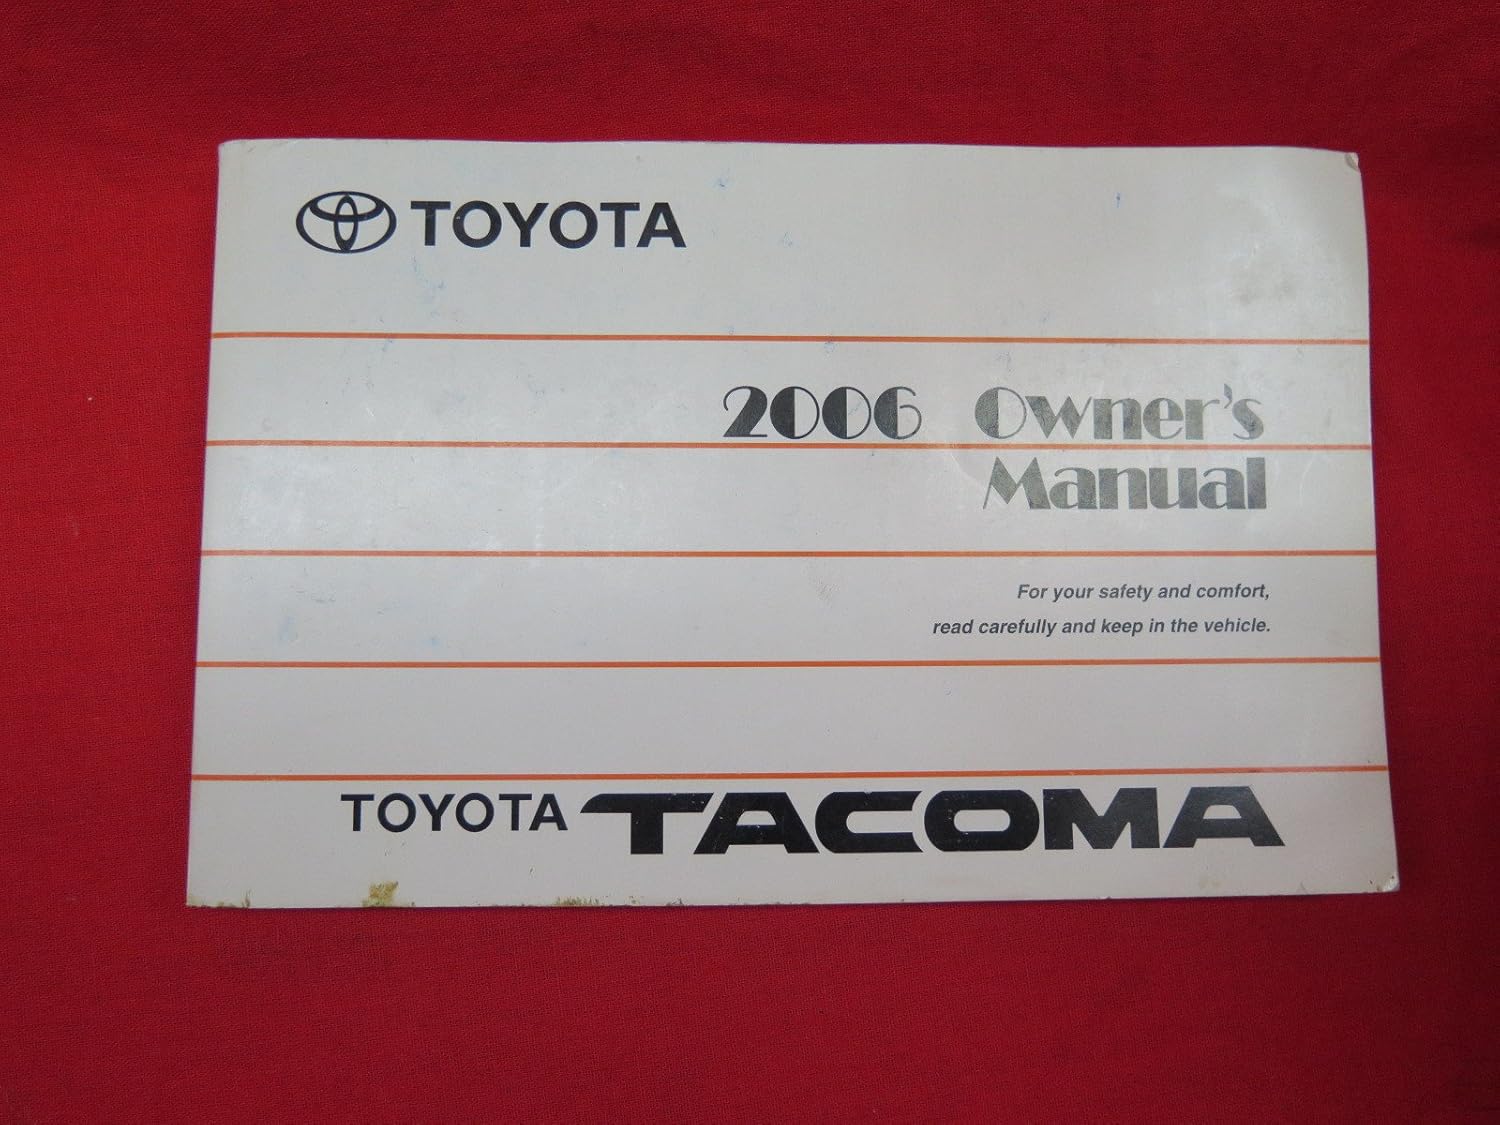 TOYOTA
2006 Owner's
Manual
For your safety and comfort,
read carefully and keep in the vehicle.
TOYOTA TACOMA